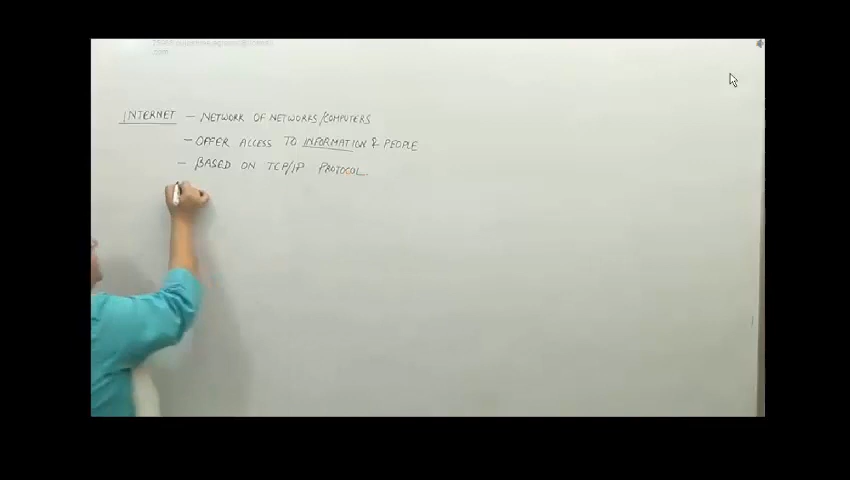 INTERNET - NETWORK OF NETWORKS/COMPUTERS
- OFFER ACCESS TO INFORMATION & PEOPLE
- BASED ON TCP/IP PROTOCOL